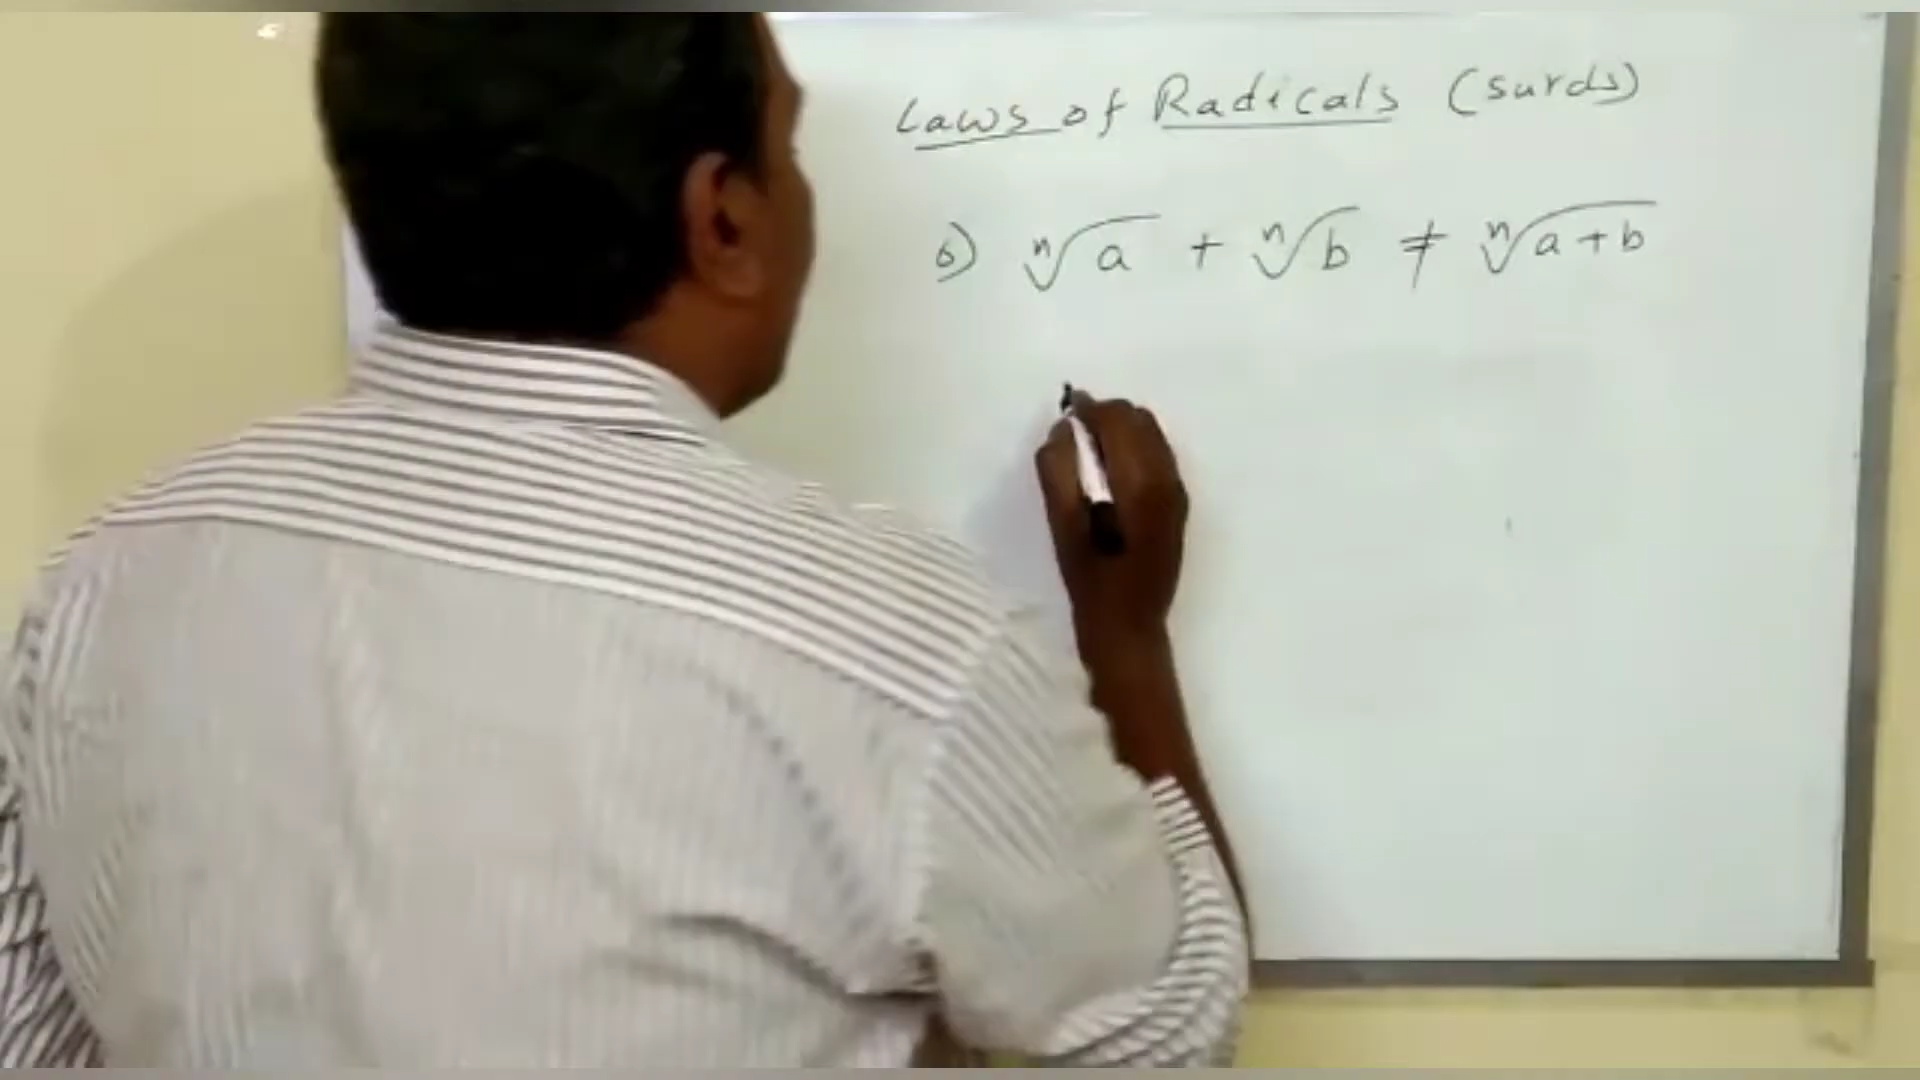 Laws of Radicals (surds)
6) ⁿ√a + ⁿ√b ≠ ⁿ√a+b